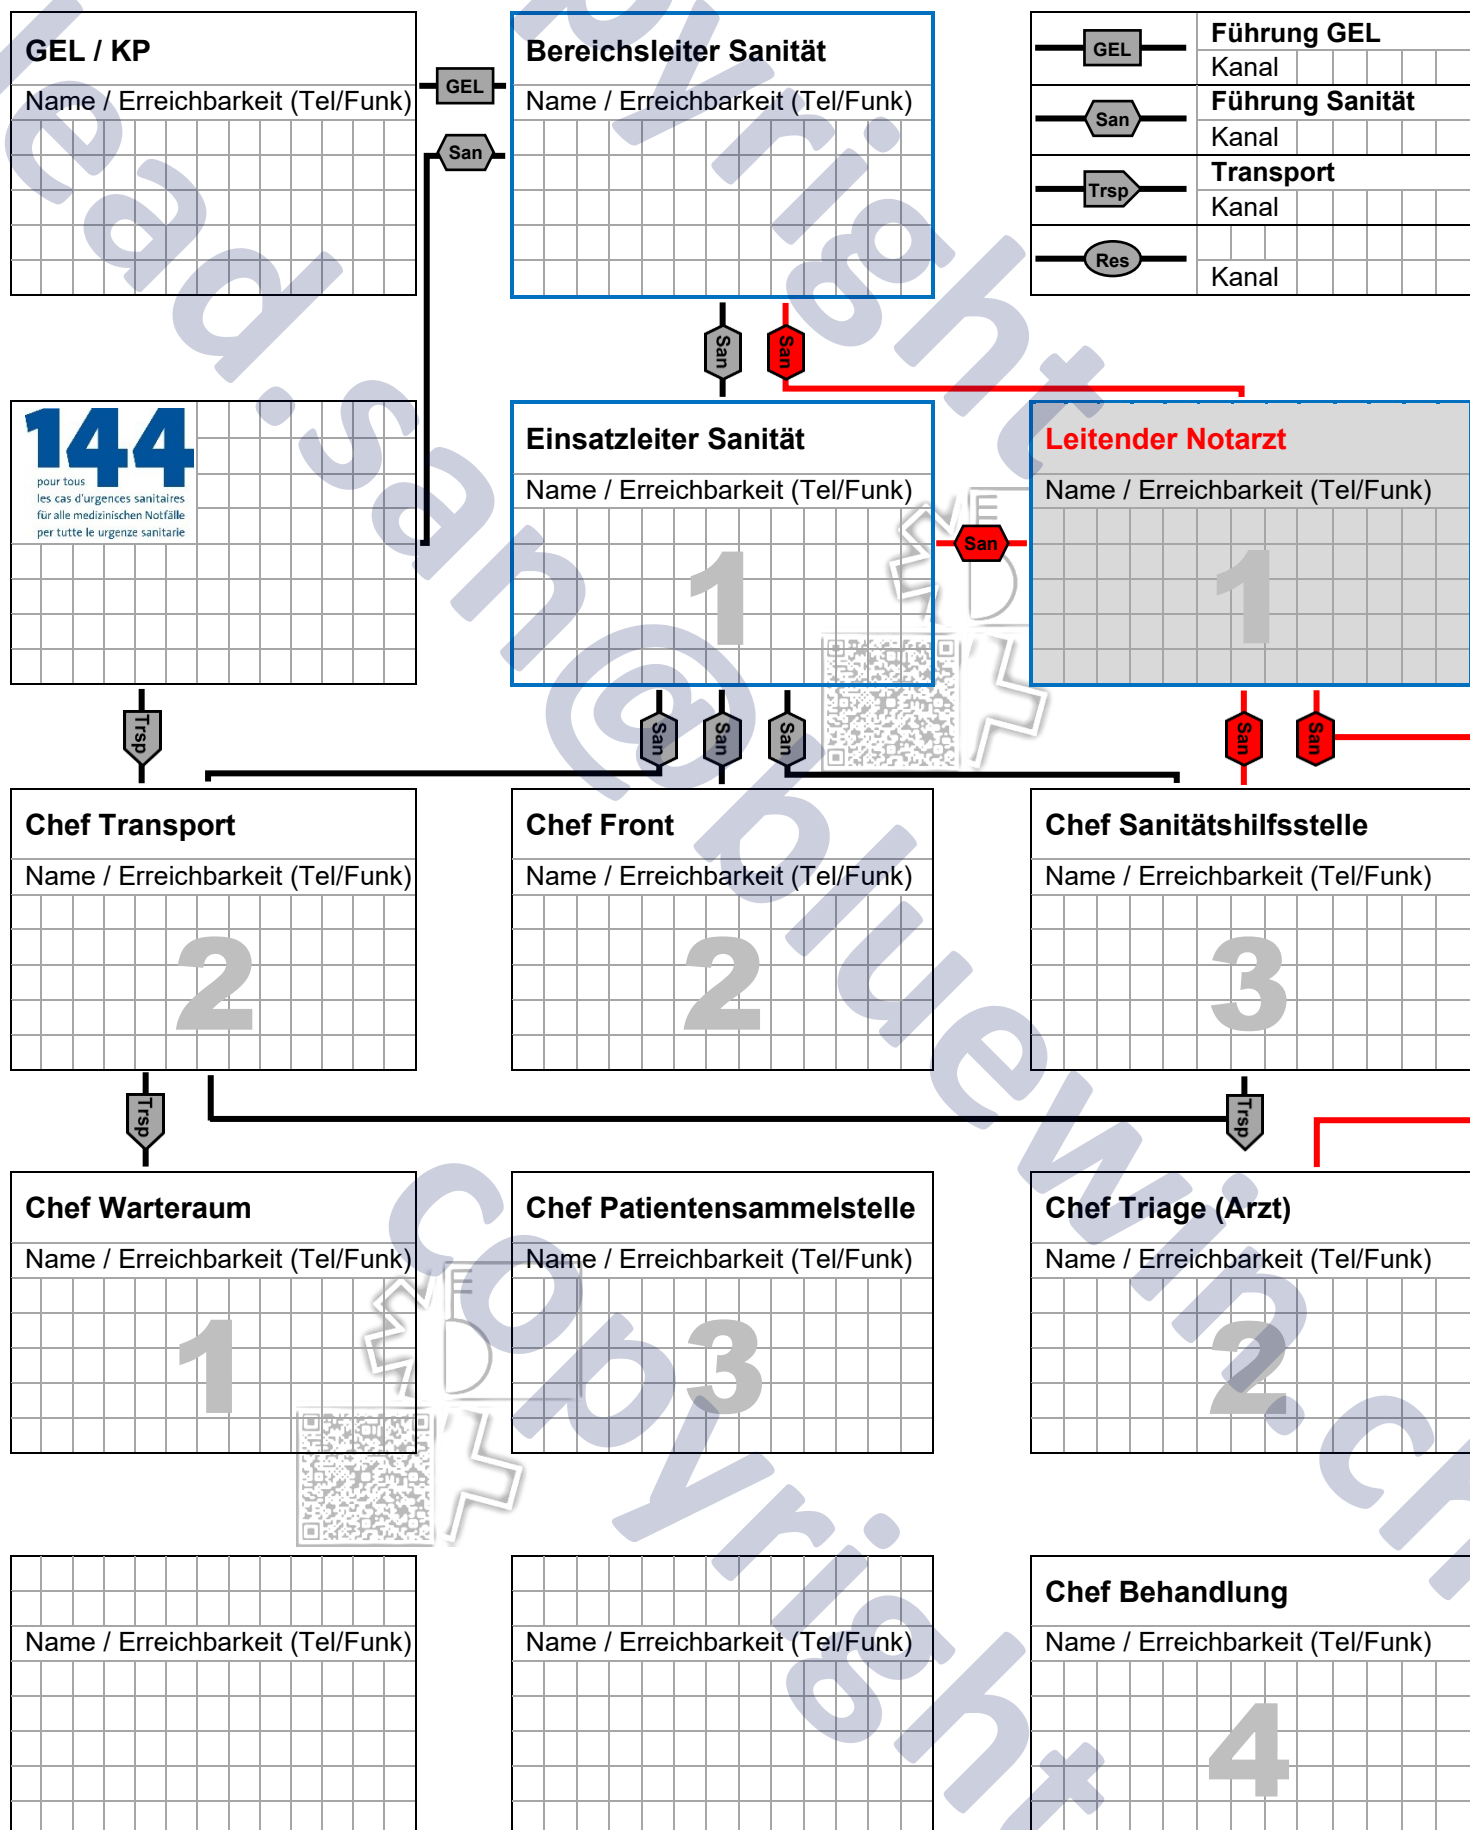 GEL / KP
Name / Erreichbarkeit (Tel/Funk)
GEL
San
Bereichsleiter Sanität
Name / Erreichbarkeit (Tel/Funk)
GEL
Führung GEL
Kanal
San
Führung Sanität
Kanal
Trsp
Transport
Kanal
Res
Kanal
San
San
144
pour tous
les cas d'urgences sanitaires
für alle medizinischen Notfälle
per tutte le urgenze sanitarie
Einsatzleiter Sanität
Name / Erreichbarkeit (Tel/Funk)
1
San
Leitender Notarzt
Name / Erreichbarkeit (Tel/Funk)
1
Trsp
San
San
San
San
San
Chef Transport
Name / Erreichbarkeit (Tel/Funk)
2
Chef Front
Name / Erreichbarkeit (Tel/Funk)
2
Chef Sanitätshilfsstelle
Name / Erreichbarkeit (Tel/Funk)
3
Trsp
Trsp
Chef Warteraum
Name / Erreichbarkeit (Tel/Funk)
1
Chef Patientensammelstelle
Name / Erreichbarkeit (Tel/Funk)
3
Chef Triage (Arzt)
Name / Erreichbarkeit (Tel/Funk)
2
Name / Erreichbarkeit (Tel/Funk)
Name / Erreichbarkeit (Tel/Funk)
Chef Behandlung
Name / Erreichbarkeit (Tel/Funk)
4
lead.san@bluewin.ch
copyright
copyright